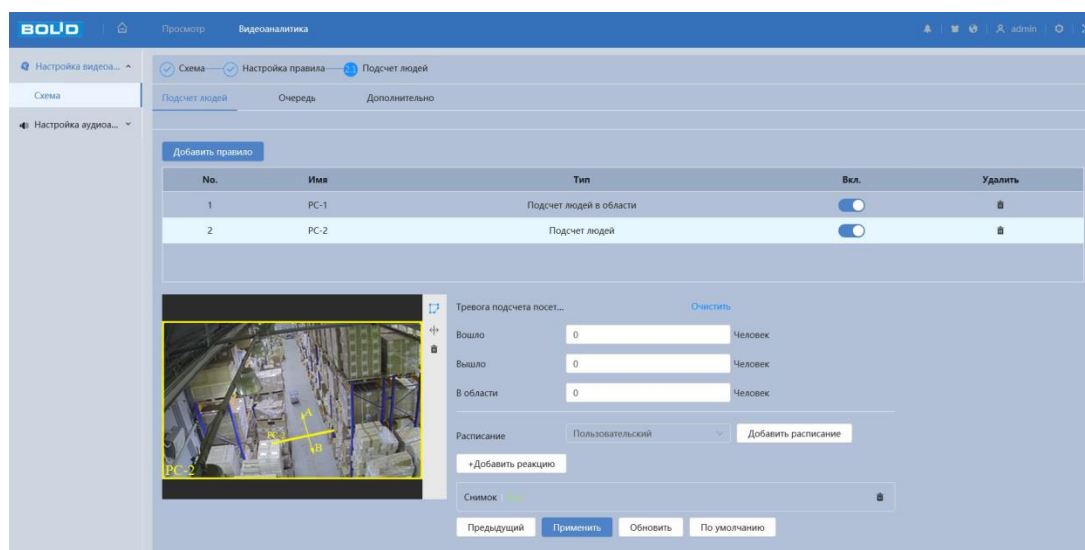 BOLID Просмотр Видеоаналитика admin
Настройка видеоа...
Схема Настройка правила 2.1 Подсчет людей
Схема
Подсчет людей Очередь Дополнительно
Настройка аудиоа...
Добавить правило
No. Имя Тип Вкл. Удалить
1 PC-1 Подсчет людей в области
2 PC-2 Подсчет людей
Тревога подсчета посет... Очистить
Вошло 0 Человек
Вышло 0 Человек
В области 0 Человек
A
B
PC-2
Расписание Пользовательский Добавить расписание
+Добавить реакцию
Снимок
Предыдущий Применить Обновить По умолчанию